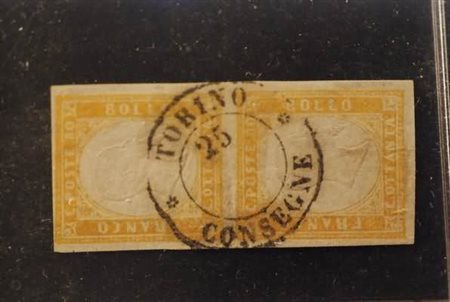 TORINO
25
CONSEGNE
BOLLO
BOLLO
FRANCO
FRANCO